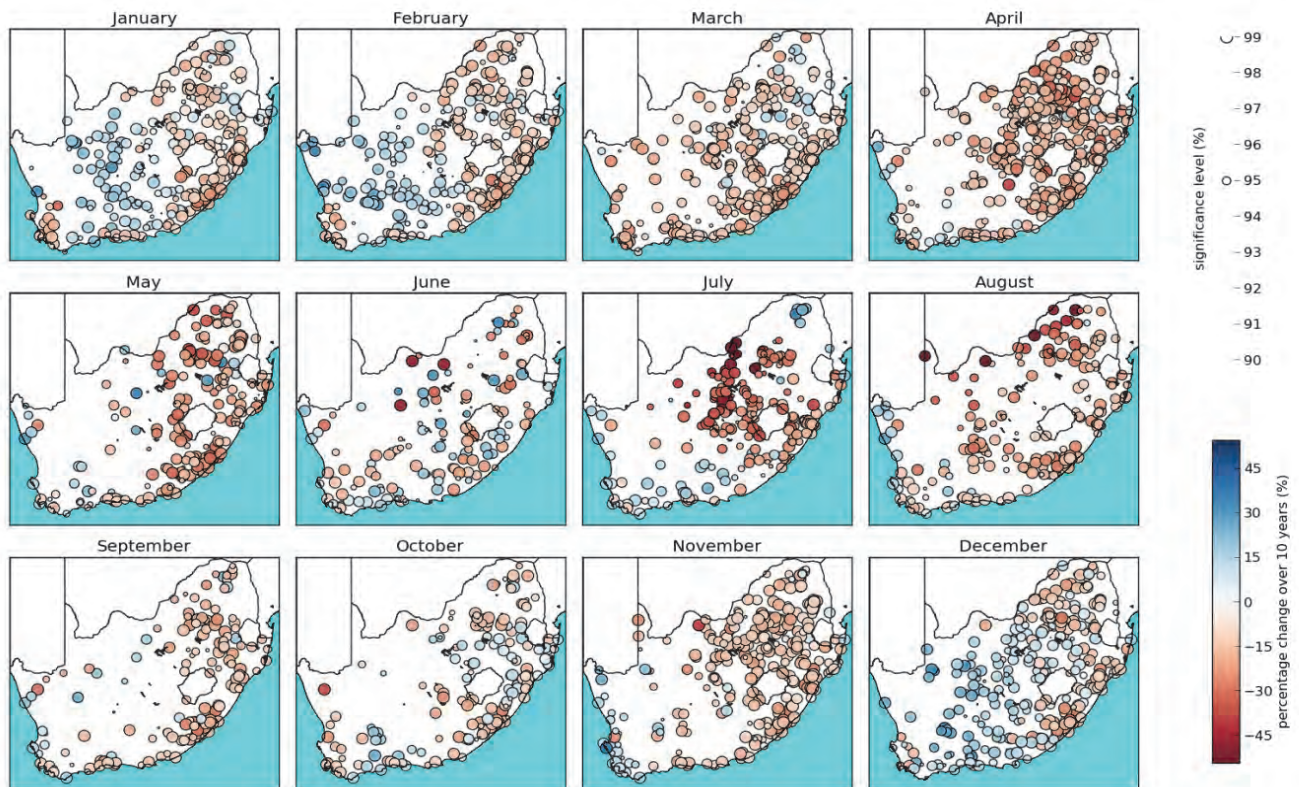 January
February
March
April
May
June
July
August
September
October
November
December
significance level (%)
99
98
97
96
95
94
93
92
91
90
percentage change over 10 years (%)
45
30
15
0
-15
-30
-45